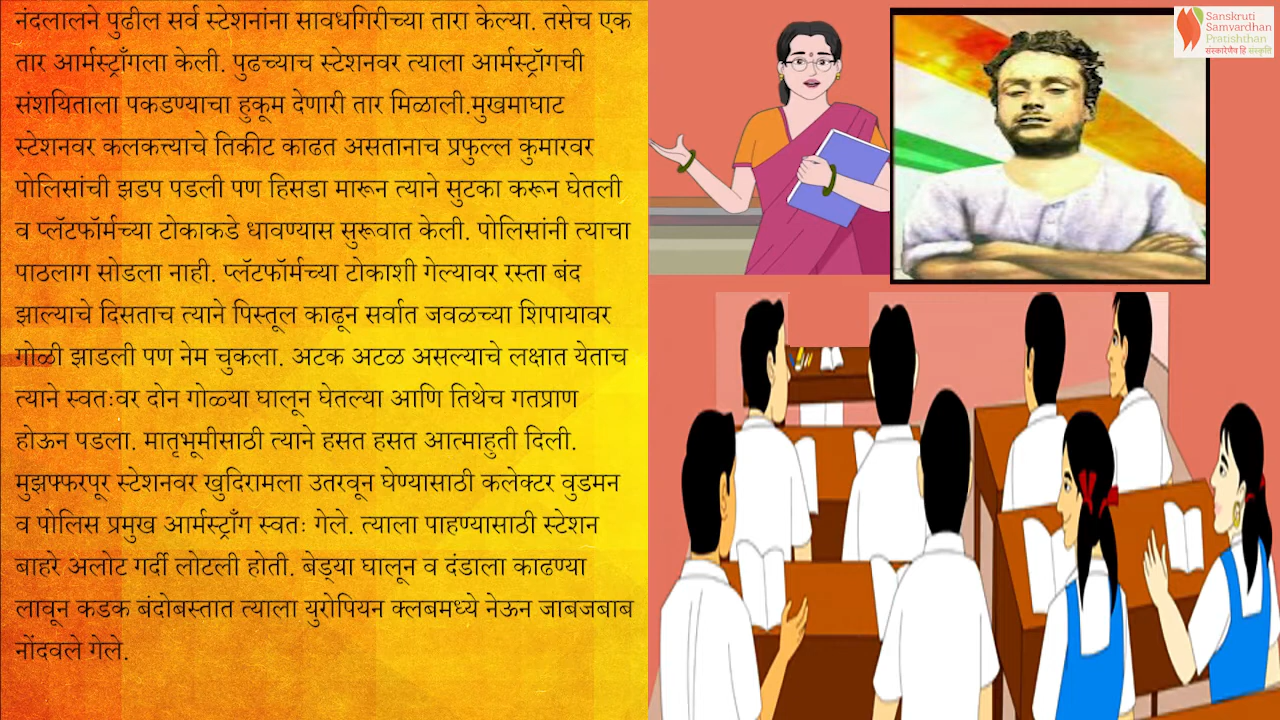 नंदलालने पुढील सर्व स्टेशनांना सावधगिरीच्या तारा केल्या. तसेच एक
तार आर्मस्ट्राँगला केली. पुढच्याच स्टेशनवर त्याला आर्मस्ट्रॉगची
संशयिताला पकडण्याचा हुकूम देणारी तार मिळाली.मुखमाघाट
स्टेशनवर कलकत्त्याचे तिकीट काढत असतानाच प्रफुल्ल कुमारवर
पोलिसांची झडप पडली पण हिसडा मारून त्याने सुटका करून घेतली
व प्लॅटफॉर्मच्या टोकाकडे धावण्यास सुरूवात केली. पोलिसांनी त्याचा
पाठलाग सोडला नाही. प्लॅटफॉर्मच्या टोकाशी गेल्यावर रस्ता बंद
झाल्याचे दिसताच त्याने पिस्तूल काढून सर्वात जवळच्या शिपायावर
गोळी झाडली पण नेम चुकला. अटक अटळ असल्याचे लक्षात येताच
त्याने स्वतःवर दोन गोळ्या घालून घेतल्या आणि तिथेच गतप्राण
होऊन पडला. मातृभूमीसाठी त्याने हसत हसत आत्माहुती दिली.
मुझफ्फरपूर स्टेशनवर खुदिरामला उतरवून घेण्यासाठी कलेक्टर वुडमन
व पोलिस प्रमुख आर्मस्ट्राँग स्वतः गेले. त्याला पाहण्यासाठी स्टेशन
बाहरे अलोट गर्दी लोटली होती. बेड्या घालून व दंडाला काढण्या
लावून कडक बंदोबस्तात त्याला युरोपियन क्लबमध्ये नेऊन जाबजबाब
नोंदवले गेले.
Sanskruti
Samvardhan
Pratishthan
संस्कारेणैव हि संस्कृति